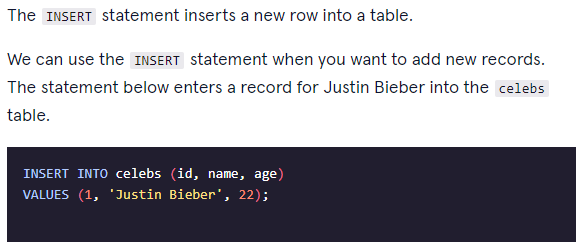 The INSERT statement inserts a new row into a table.
We can use the INSERT statement when you want to add new records.
The statement below enters a record for Justin Bieber into the celebs
table.
INSERT INTO celebs (id, name, age)
VALUES (1, 'Justin Bieber', 22);